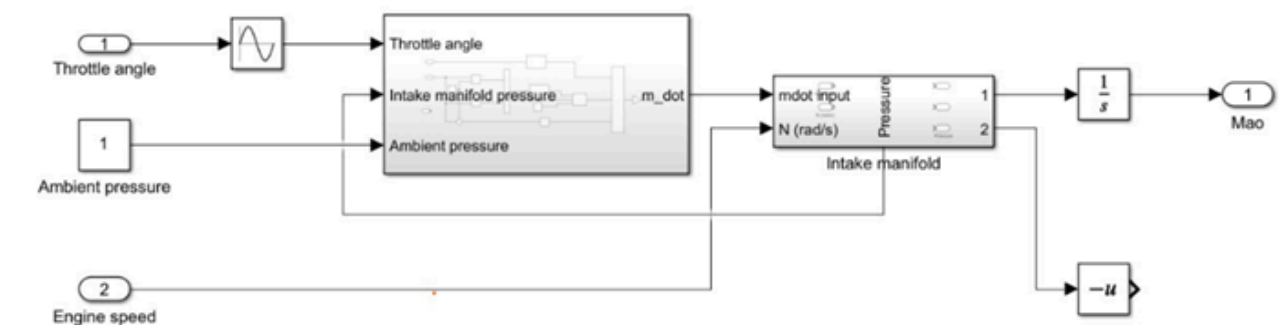 1
Throttle angle
1
Ambient pressure
2
Engine speed
Throttle angle
Intake manifold pressure
Ambient pressure
m_dot
mdot input
N (rad/s)
Pressure
1
2
Intake manifold
1
s
1
Mao
-u